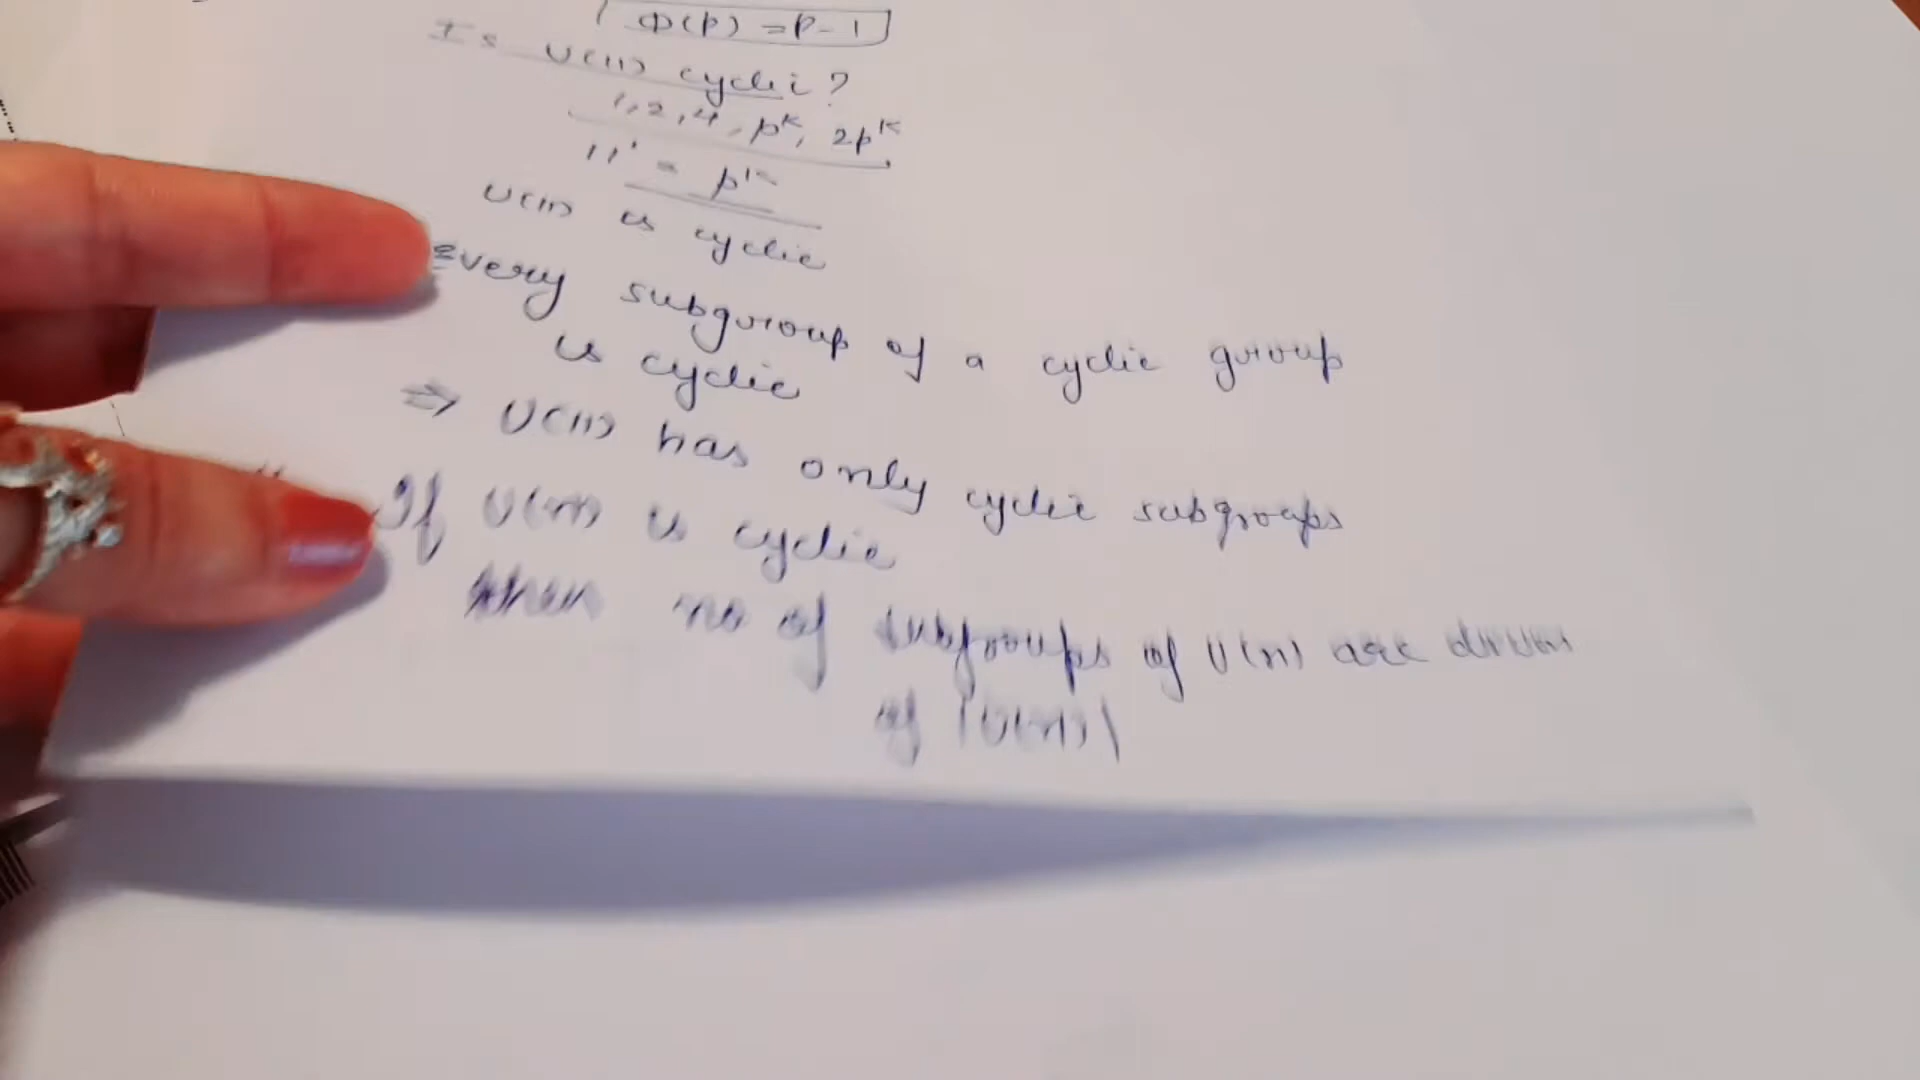 Φ(p) = p-1
Is U(11) cyclic?
1, 2, 4, p^k, 2p^k
11' = p^k
U(11) is cyclic
Every subgroup of a cyclic group
is cyclic
⇒ U(11) has only cyclic subgroups
If U(n) is cyclic
then no of subgroups of U(n) are
of |U(n)|